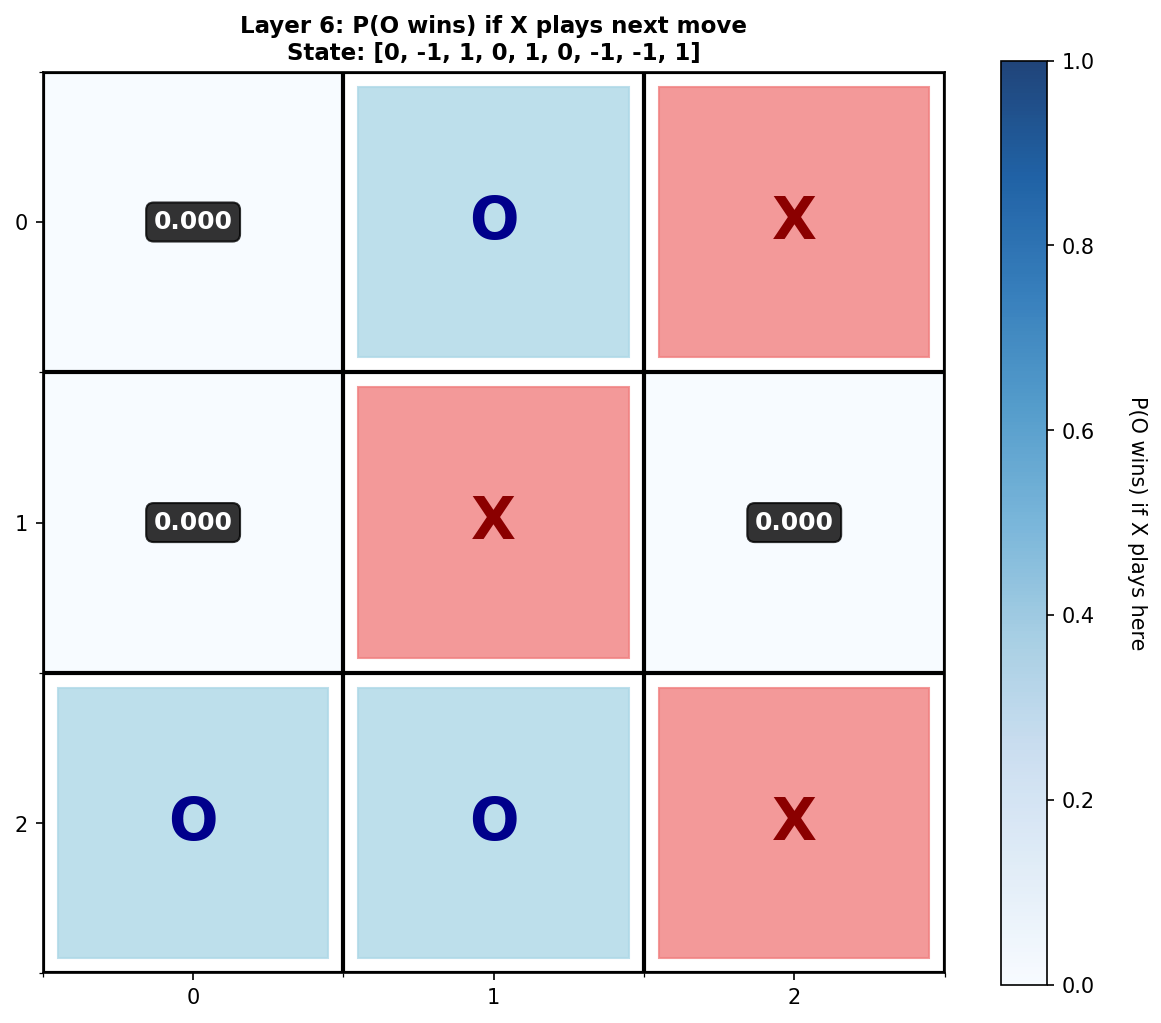 Layer 6: P(O wins) if X plays next move
State: [0, -1, 1, 0, 1, 0, -1, -1, 1]
0.000
O
X
0.000
X
0.000
O
O
X
0
1
2
0
1
2
1.0
0.8
0.6
0.4
0.2
0.0
P(O wins) if X plays here